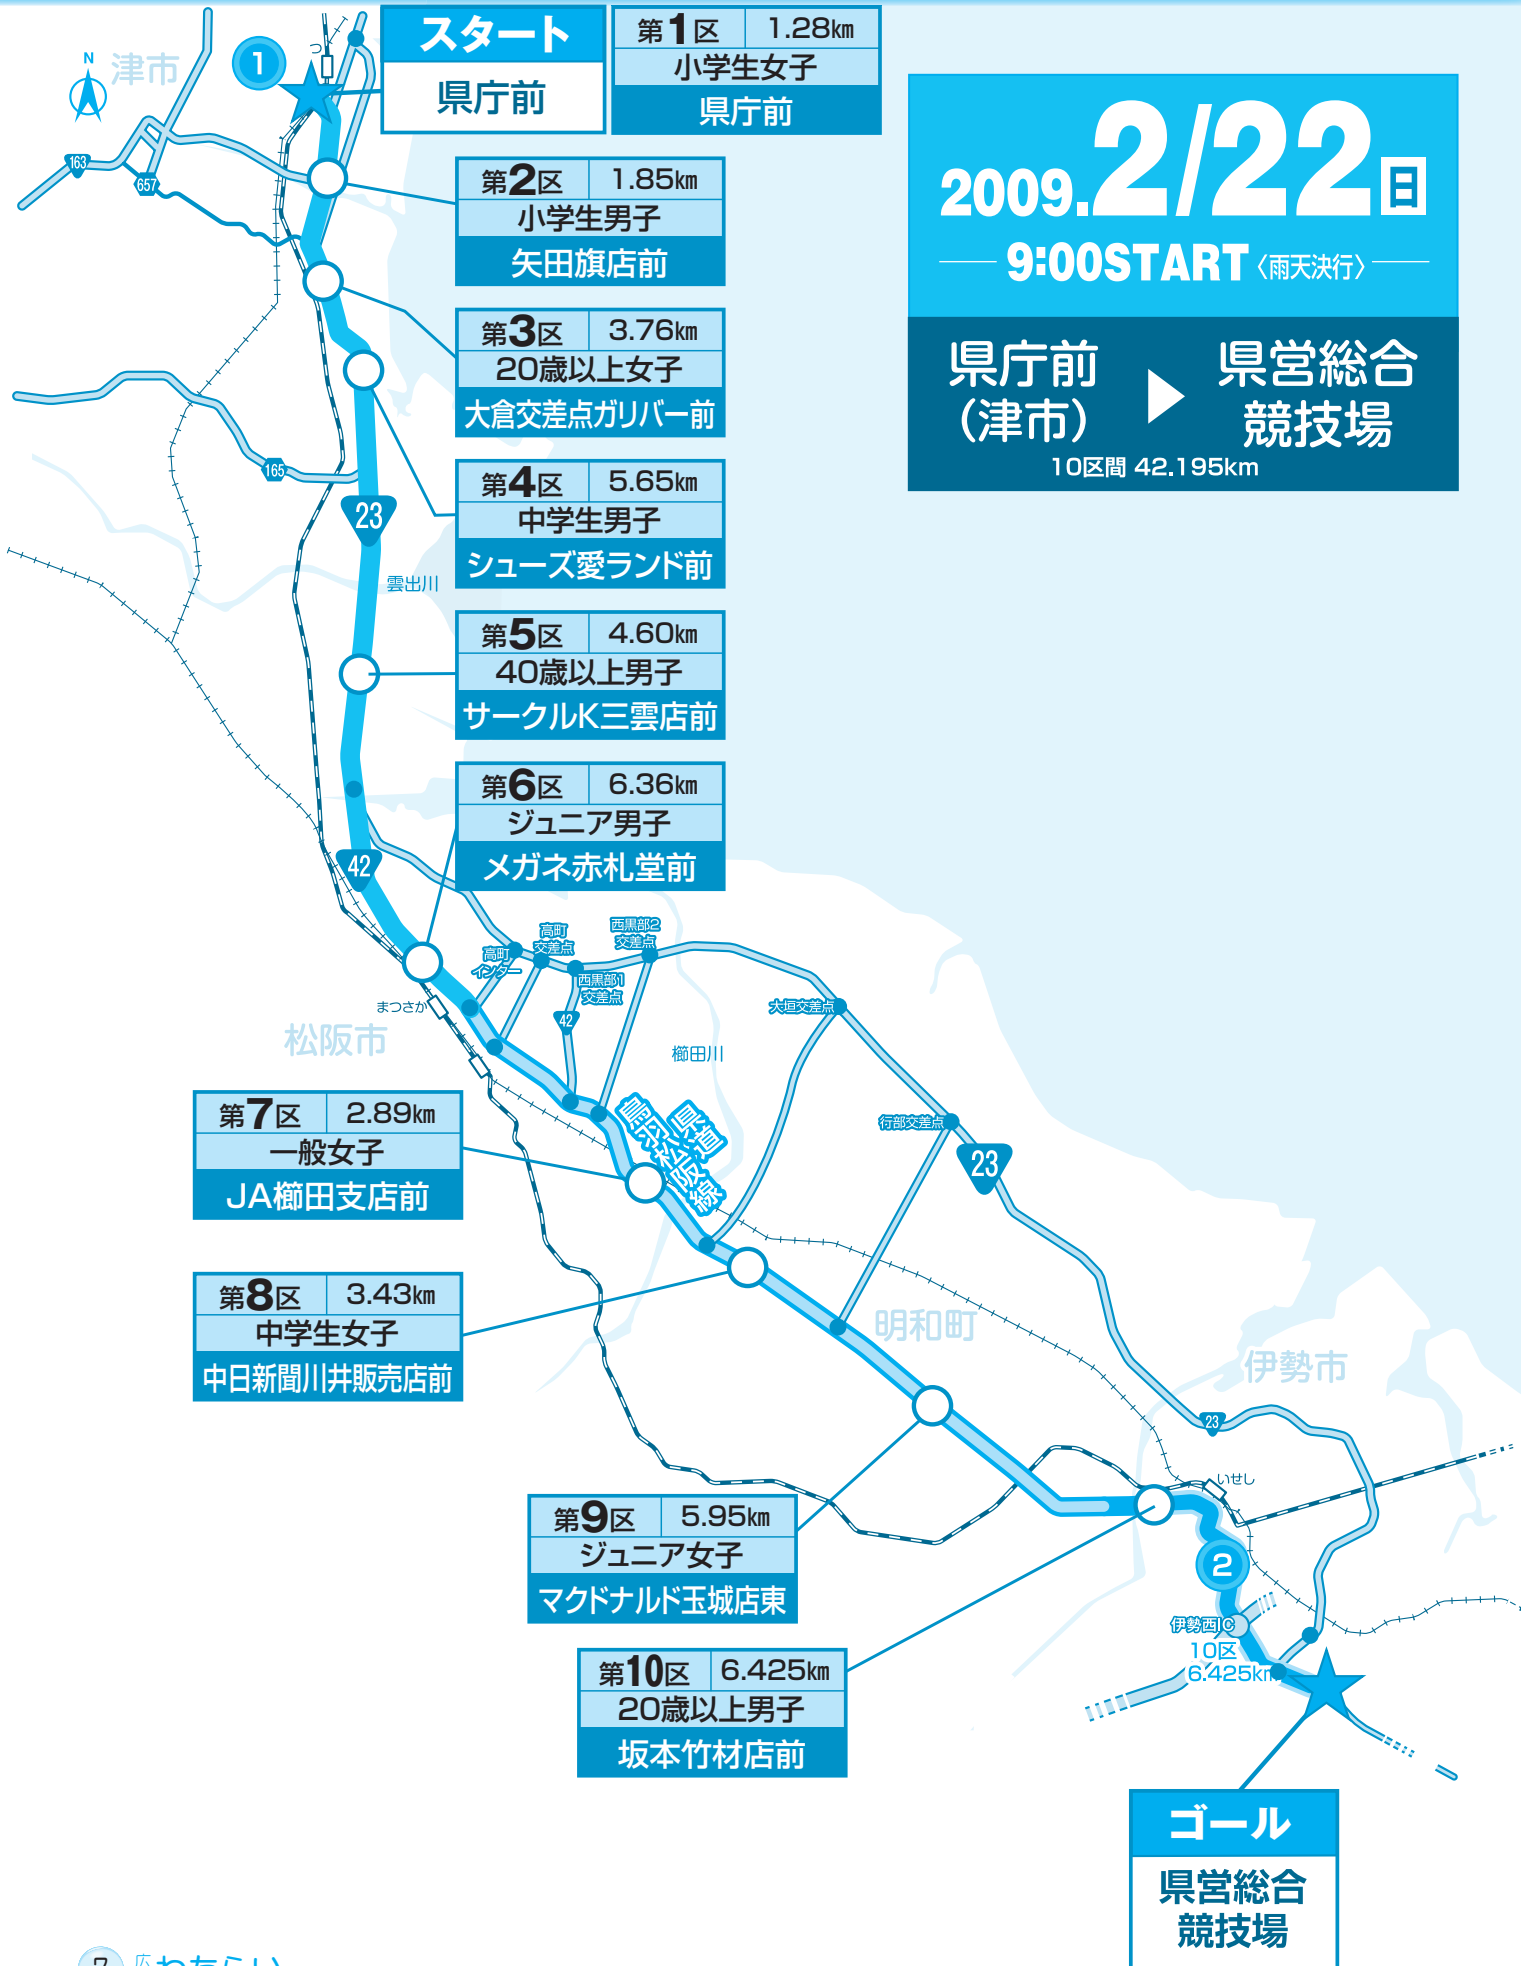 スタート
県庁前
第1区 1.28km
小学生女子
県庁前
1
つ
N
津市
163
657
2009.2/22日
9:00START〈雨天決行〉
県庁前
(津市)
県営総合
競技場
10区間 42.195km
第2区 1.85km
小学生男子
矢田旗店前
第3区 3.76km
20歳以上女子
大倉交差点ガリバー前
165
第4区 5.65km
中学生男子
シューズ愛ランド前
23
雲出川
第5区 4.60km
40歳以上男子
サークルK三雲店前
第6区 6.36km
ジュニア男子
メガネ赤札堂前
42
高町
インター
高町
交差点
西黒部2
交差点
西黒部1
交差点
42
大垣交差点
まつさか
松阪市
櫛田川
行部交差点
23
県道
鳥羽松阪線
第7区 2.89km
一般女子
JA櫛田支店前
第8区 3.43km
中学生女子
中日新聞川井販売店前
明和町
伊勢市
23
いせし
第9区 5.95km
ジュニア女子
マクドナルド玉城店東
2
伊勢西IC
10区
6.425km
第10区 6.425km
20歳以上男子
坂本竹材店前
ゴール
県営総合
競技場